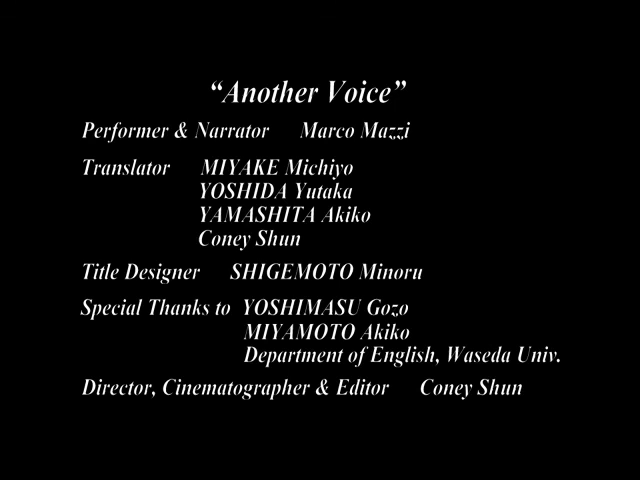 “Another Voice”
Performer & Narrator Marco Mazzi
Translator MIYAKE Michiyo
YOSHIDA Yutaka
YAMASHITA Akiko
Coney Shun
Title Designer SHIGEMOTO Minoru
Special Thanks to YOSHIMASU Gozo
MIYAMOTO Akiko
Department of English, Waseda Univ.
Director, Cinematographer & Editor Coney Shun